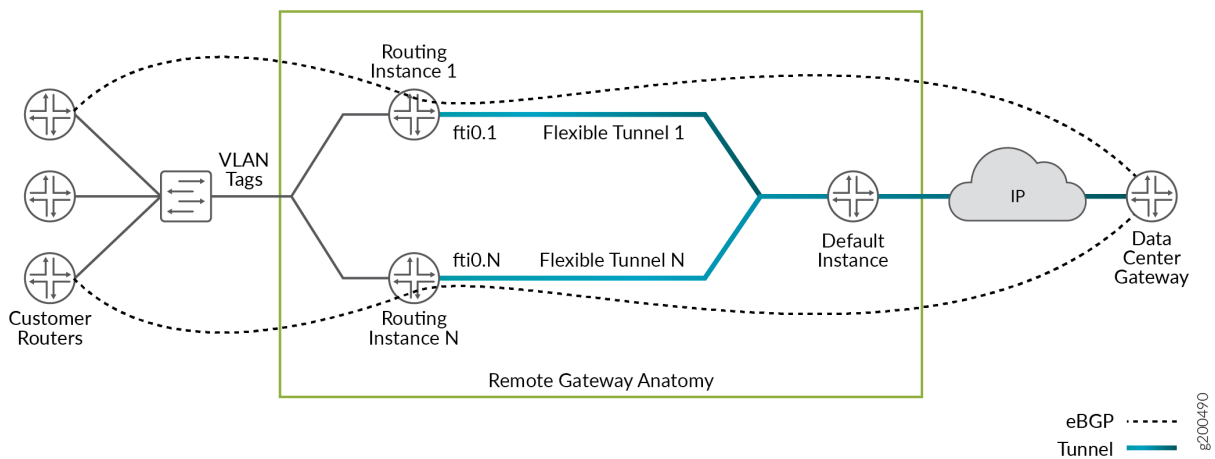 Routing
Instance 1
VLAN
Tags
fti0.1
Flexible Tunnel 1
IP
Customer
Routers
fti0.N
Flexible Tunnel N
Routing
Instance N
Default
Instance
Data
Center
Gateway
Remote Gateway Anatomy
eBGP
Tunnel
g200490